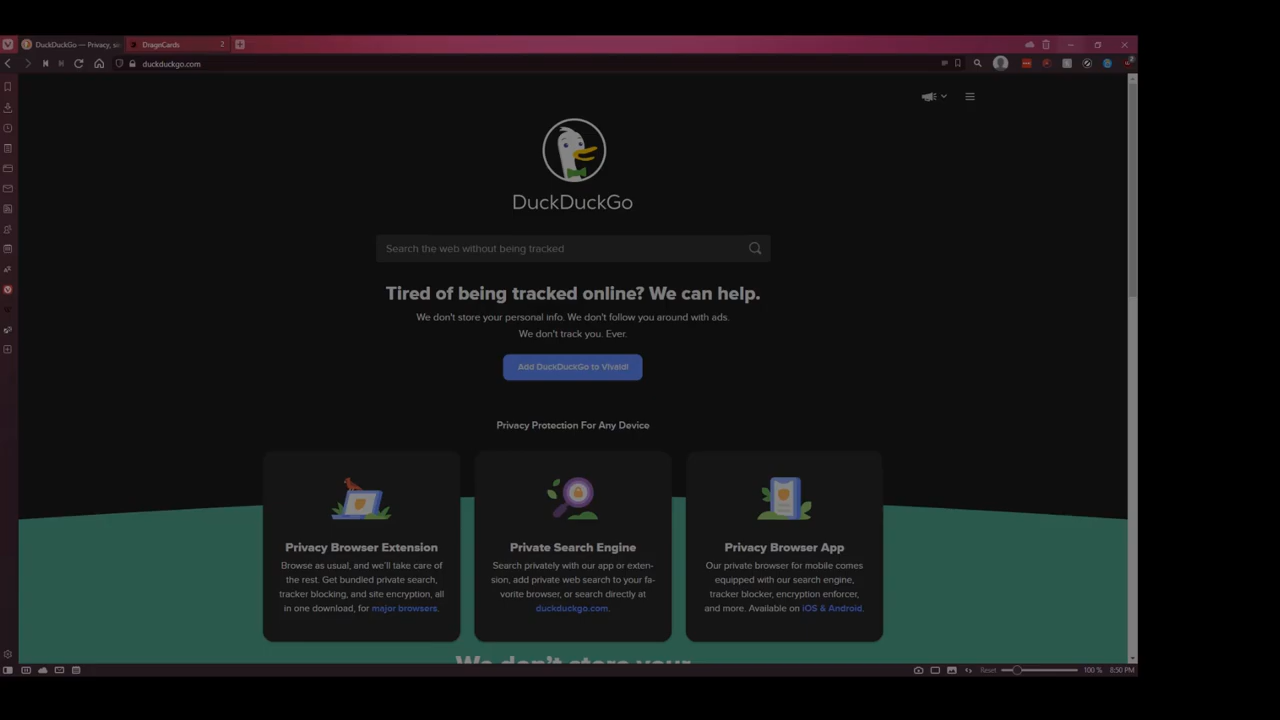 DuckDuckGo — Privacy, si
DragnCards
2
duckduckgo.com
DuckDuckGo
Search the web without being tracked
Tired of being tracked online? We can help.
We don't store your personal info. We don't follow you around with ads.
We don't track you. Ever.
Add DuckDuckGo to Vivaldi
Privacy Protection For Any Device
Privacy Browser Extension
Browse as usual, and we'll take care of
the rest. Get bundled private search,
tracker blocking, and site encryption, all
in one download, for major browsers.
Private Search Engine
Search privately with our app or exten-
sion, add private web search to your fa-
vorite browser, or search directly at
duckduckgo.com.
Privacy Browser App
Our private browser for mobile comes
equipped with our search engine,
tracker blocker, encryption enforcer,
and more. Available on iOS & Android.
We don't store your
Reset
100 %
8:50 PM